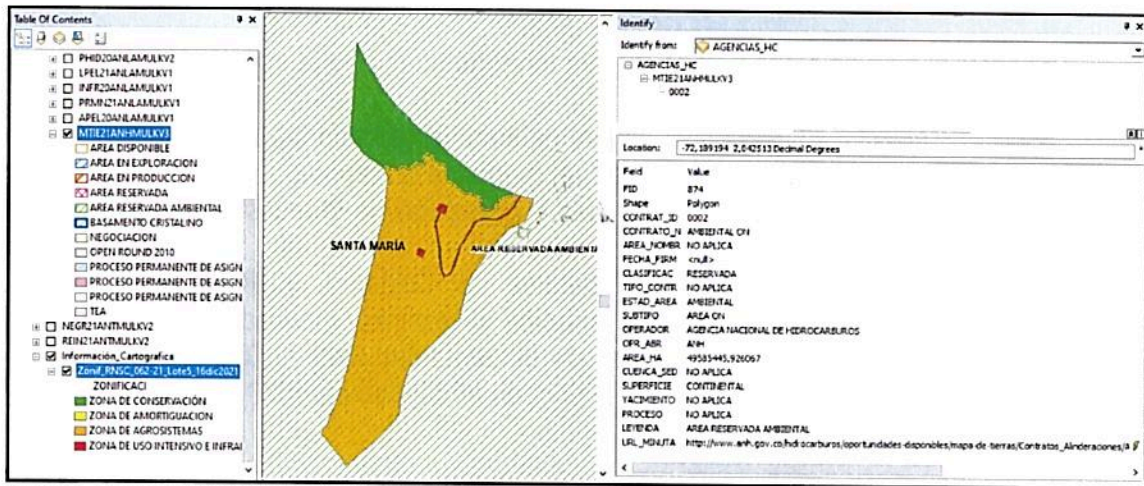 Table Of Contents
PHID20ANLAMULKV2
LPEL21ANLAMULKV1
INFR20ANLAMULKV1
PRMN21ANLAMULKV1
APEL20ANLAMULKV1
MTIE21ANHMULKV3
AREA DISPONIBLE
AREA EN EXPLORACION
AREA EN PRODUCCION
AREA RESERVADA
AREA RESERVADA AMBIENTAL
BASAMENTO CRISTALINO
NEGOCIACION
OPEN ROUND 2010
PROCESO PERMANENTE DE ASIGN
PROCESO PERMANENTE DE ASIGN
PROCESO PERMANENTE DE ASIGN
TEA
NEGR21ANTMULKV2
REIN21ANTMULKV2
Información_Cartografica
Zonif_RNSC_062-21_Lote5_16dic2021
ZONIFICACI
ZONA DE CONSERVACIÓN
ZONA DE AMORTIGUACION
ZONA DE AGROSISTEMAS
ZONA DE USO INTENSIVO E INFRAE
SANTA MARÍA
AREA RESERVADA AMBIENTA
Identify
Identify from: AGENCIAS_HC
AGENCIAS_HC
MTIE21ANHMULKV3
0002
Location: -72,189194 2,042513 Decimal Degrees
Field Value
FID 874
Shape Polygon
CONTRAT_ID 0002
CONTRATO_N AMBIENTAL ON
AREA_NOMBR NO APLICA
FECHA_FIRM <null>
CLASIFICAC RESERVADA
TIPO_CONTR NO APLICA
ESTAD_AREA AMBIENTAL
SUBTIPO AREA ON
OPERADOR AGENCIA NACIONAL DE HIDROCARBUROS
OPR_ABR ANH
AREA_HA 49585445,926067
CUENCA_SED NO APLICA
SUPERFICIE CONTINENTAL
YACIMIENTO NO APLICA
PROCESO NO APLICA
LEYENDA AREA RESERVADA AMBIENTAL
URL_MINUTA http://www.anh.gov.co/hidrocarburos/oportunidades-disponibles/mapa-de-tierras/Contratos_Alinderaciones/A